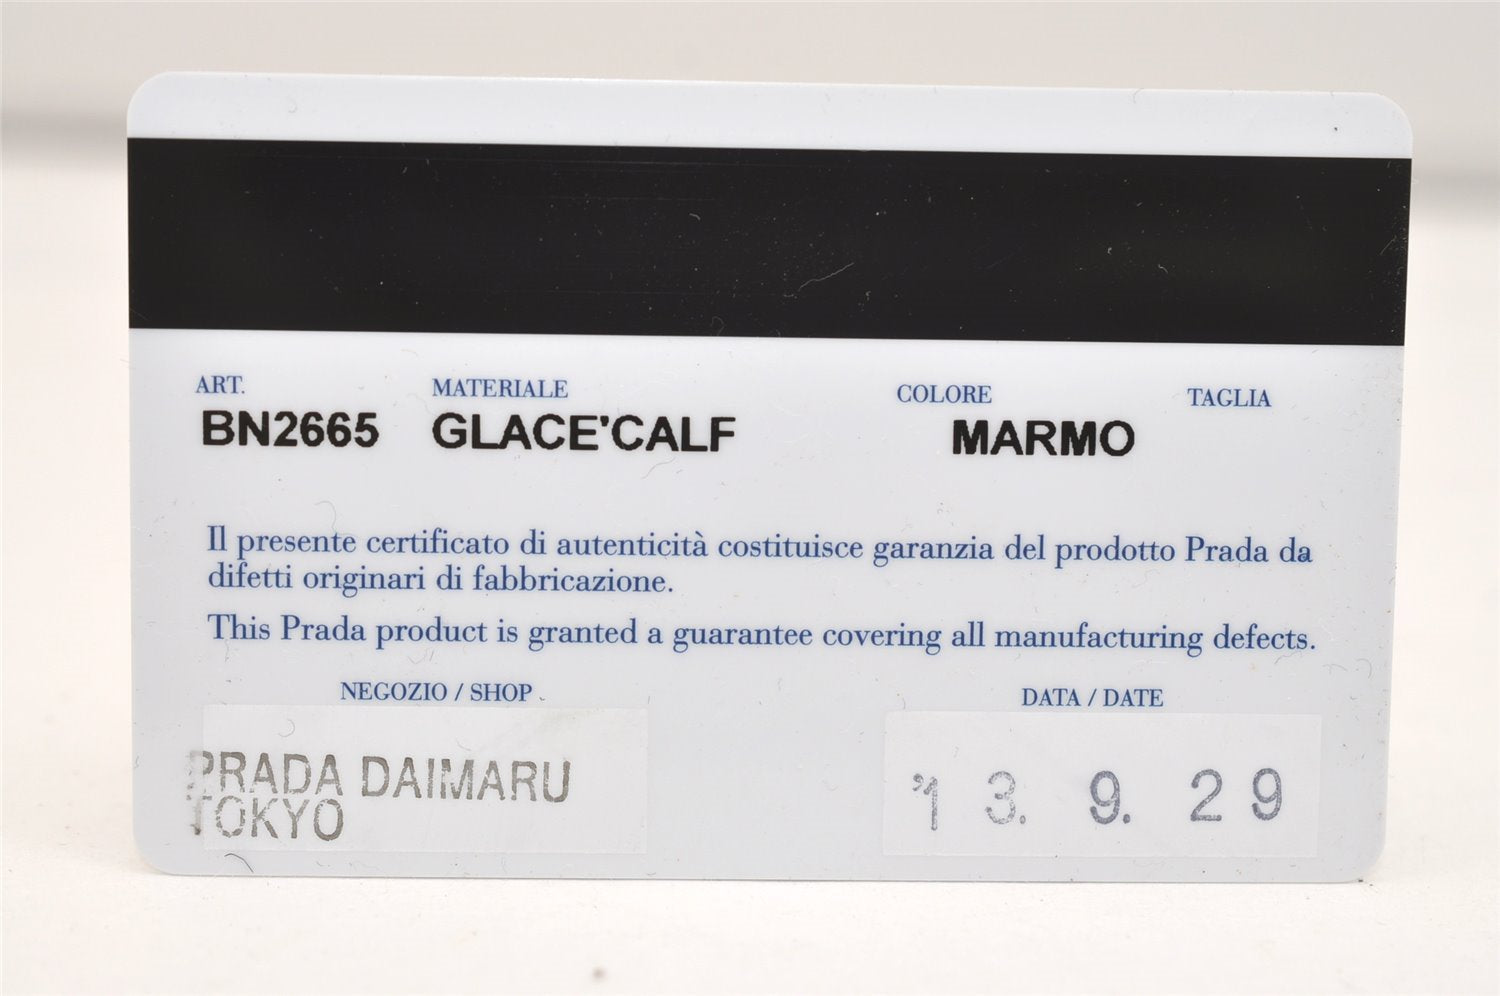 ART. MATERIALE COLORE TAGLIA
BN2665 GLACE'CALF MARMO
Il presente certificato di autenticità costituisce garanzia del prodotto Prada da
difetti originari di fabbricazione.
This Prada product is granted a guarantee covering all manufacturing defects.
NEGOZIO / SHOP DATA / DATE
PRADA DAIMARU
TOKYO
'13. 9. 29